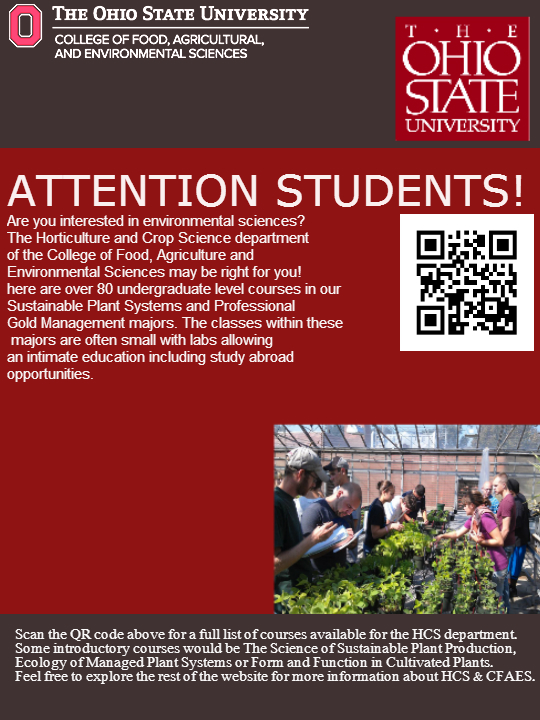 THE OHIO STATE UNIVERSITY
COLLEGE OF FOOD, AGRICULTURAL,
AND ENVIRONMENTAL SCIENCES
T · H · E
OHIO
STATE
UNIVERSITY
ATTENTION STUDENTS!
Are you interested in environmental sciences?
The Horticulture and Crop Science department
of the College of Food, Agriculture and
Environmental Sciences may be right for you!
here are over 80 undergraduate level courses in our
Sustainable Plant Systems and Professional
Gold Management majors. The classes within these
majors are often small with labs allowing
an intimate education including study abroad
opportunities.
Scan the QR code above for a full list of courses available for the HCS department.
Some introductory courses would be The Science of Sustainable Plant Production,
Ecology of Managed Plant Systems or Form and Function in Cultivated Plants.
Feel free to explore the rest of the website for more information about HCS & CFAES.